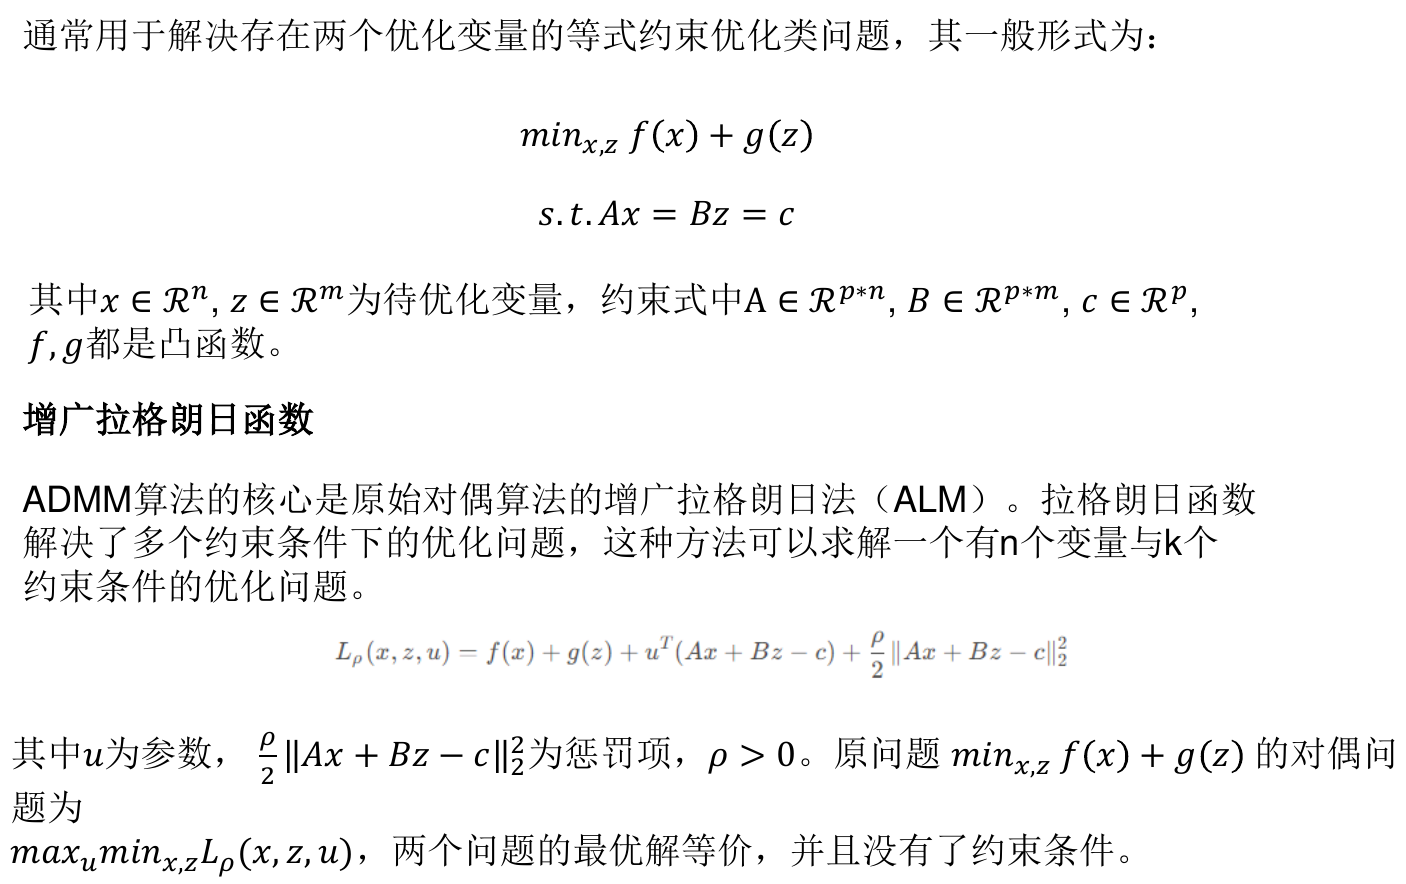 通常用于解决存在两个优化变量的等式约束优化类问题，其一般形式为：
$min_{x,z} f(x) + g(z)$
$s.t. Ax = Bz = c$
其中$x \in \mathcal{R}^n, z \in \mathcal{R}^m$为待优化变量，约束式中$A \in \mathcal{R}^{p*n}, B \in \mathcal{R}^{p*m}, c \in \mathcal{R}^p,$
$f, g$都是凸函数。
增广拉格朗日函数
ADMM算法的核心是原始对偶算法的增广拉格朗日法（ALM）。拉格朗日函数
解决了多个约束条件下的优化问题，这种方法可以求解一个有n个变量与k个
约束条件的优化问题。
$L_\rho(x, z, u) = f(x) + g(z) + u^T(Ax + Bz - c) + \frac{\rho}{2}\|Ax + Bz - c\|_2^2$
其中$u$为参数， $\frac{\rho}{2}\|Ax + Bz - c\|_2^2$为惩罚项，$\rho > 0$。原问题 $min_{x,z} f(x) + g(z)$ 的对偶问
题为
$max_u min_{x,z} L_\rho(x, z, u)$，两个问题的最优解等价，并且没有了约束条件。